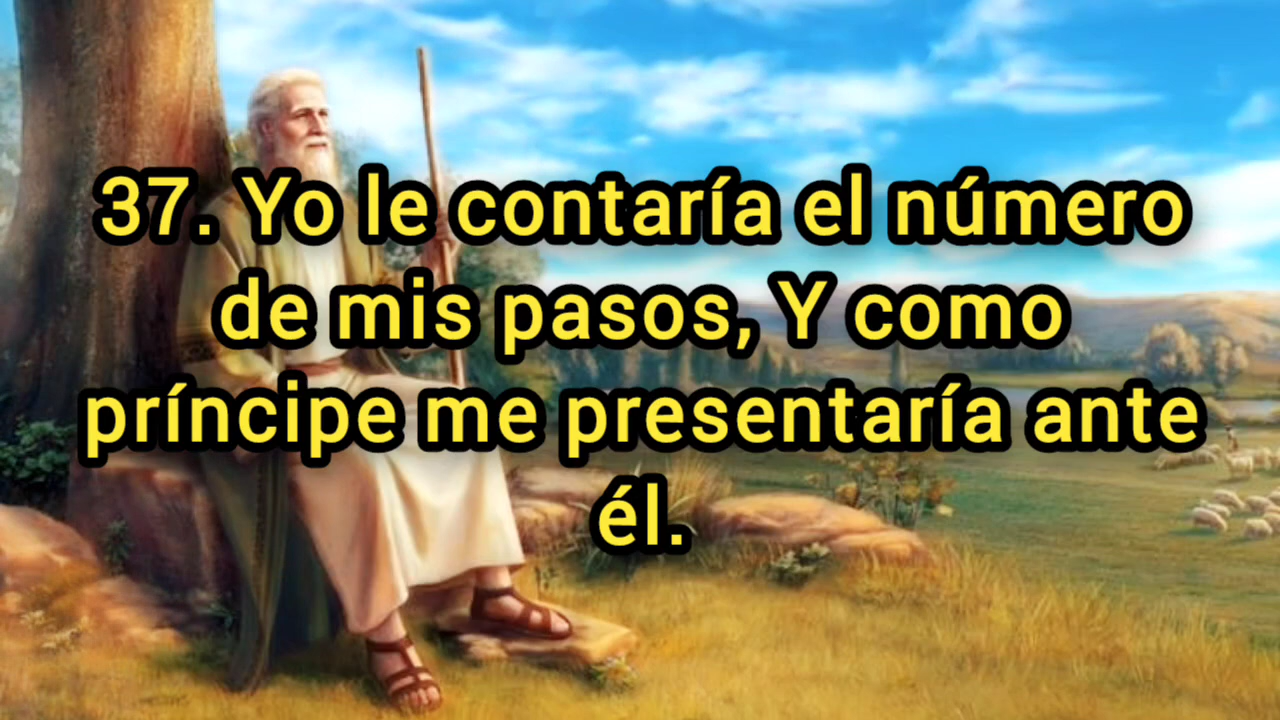 37. Yo le contaría el número
de mis pasos, Y como
príncipe me presentaría ante
él.